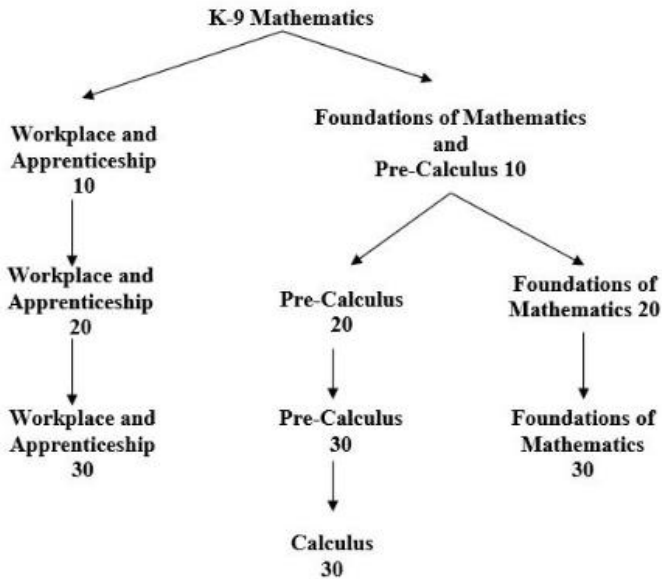 K-9 Mathematics
Workplace and
Apprenticeship
10
Foundations of Mathematics
and
Pre-Calculus 10
Workplace and
Apprenticeship
20
Pre-Calculus
20
Foundations of
Mathematics 20
Workplace and
Apprenticeship
30
Pre-Calculus
30
Foundations of
Mathematics
30
Calculus
30